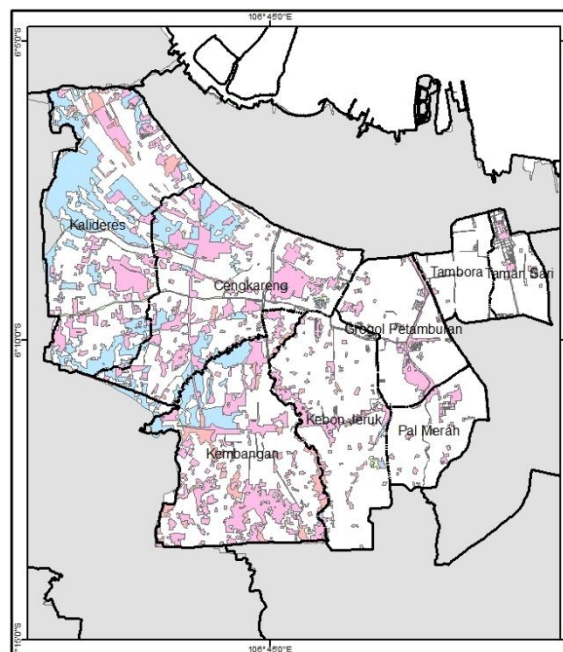 106°45'0"E
6°5'0"S
Kalideres
Tambora
Taman Sari
Cengkareng
Grogol Petamburan
6°10'0"S
Kebon Jeruk
Pal Merah
Kembangan
106°45'0"E